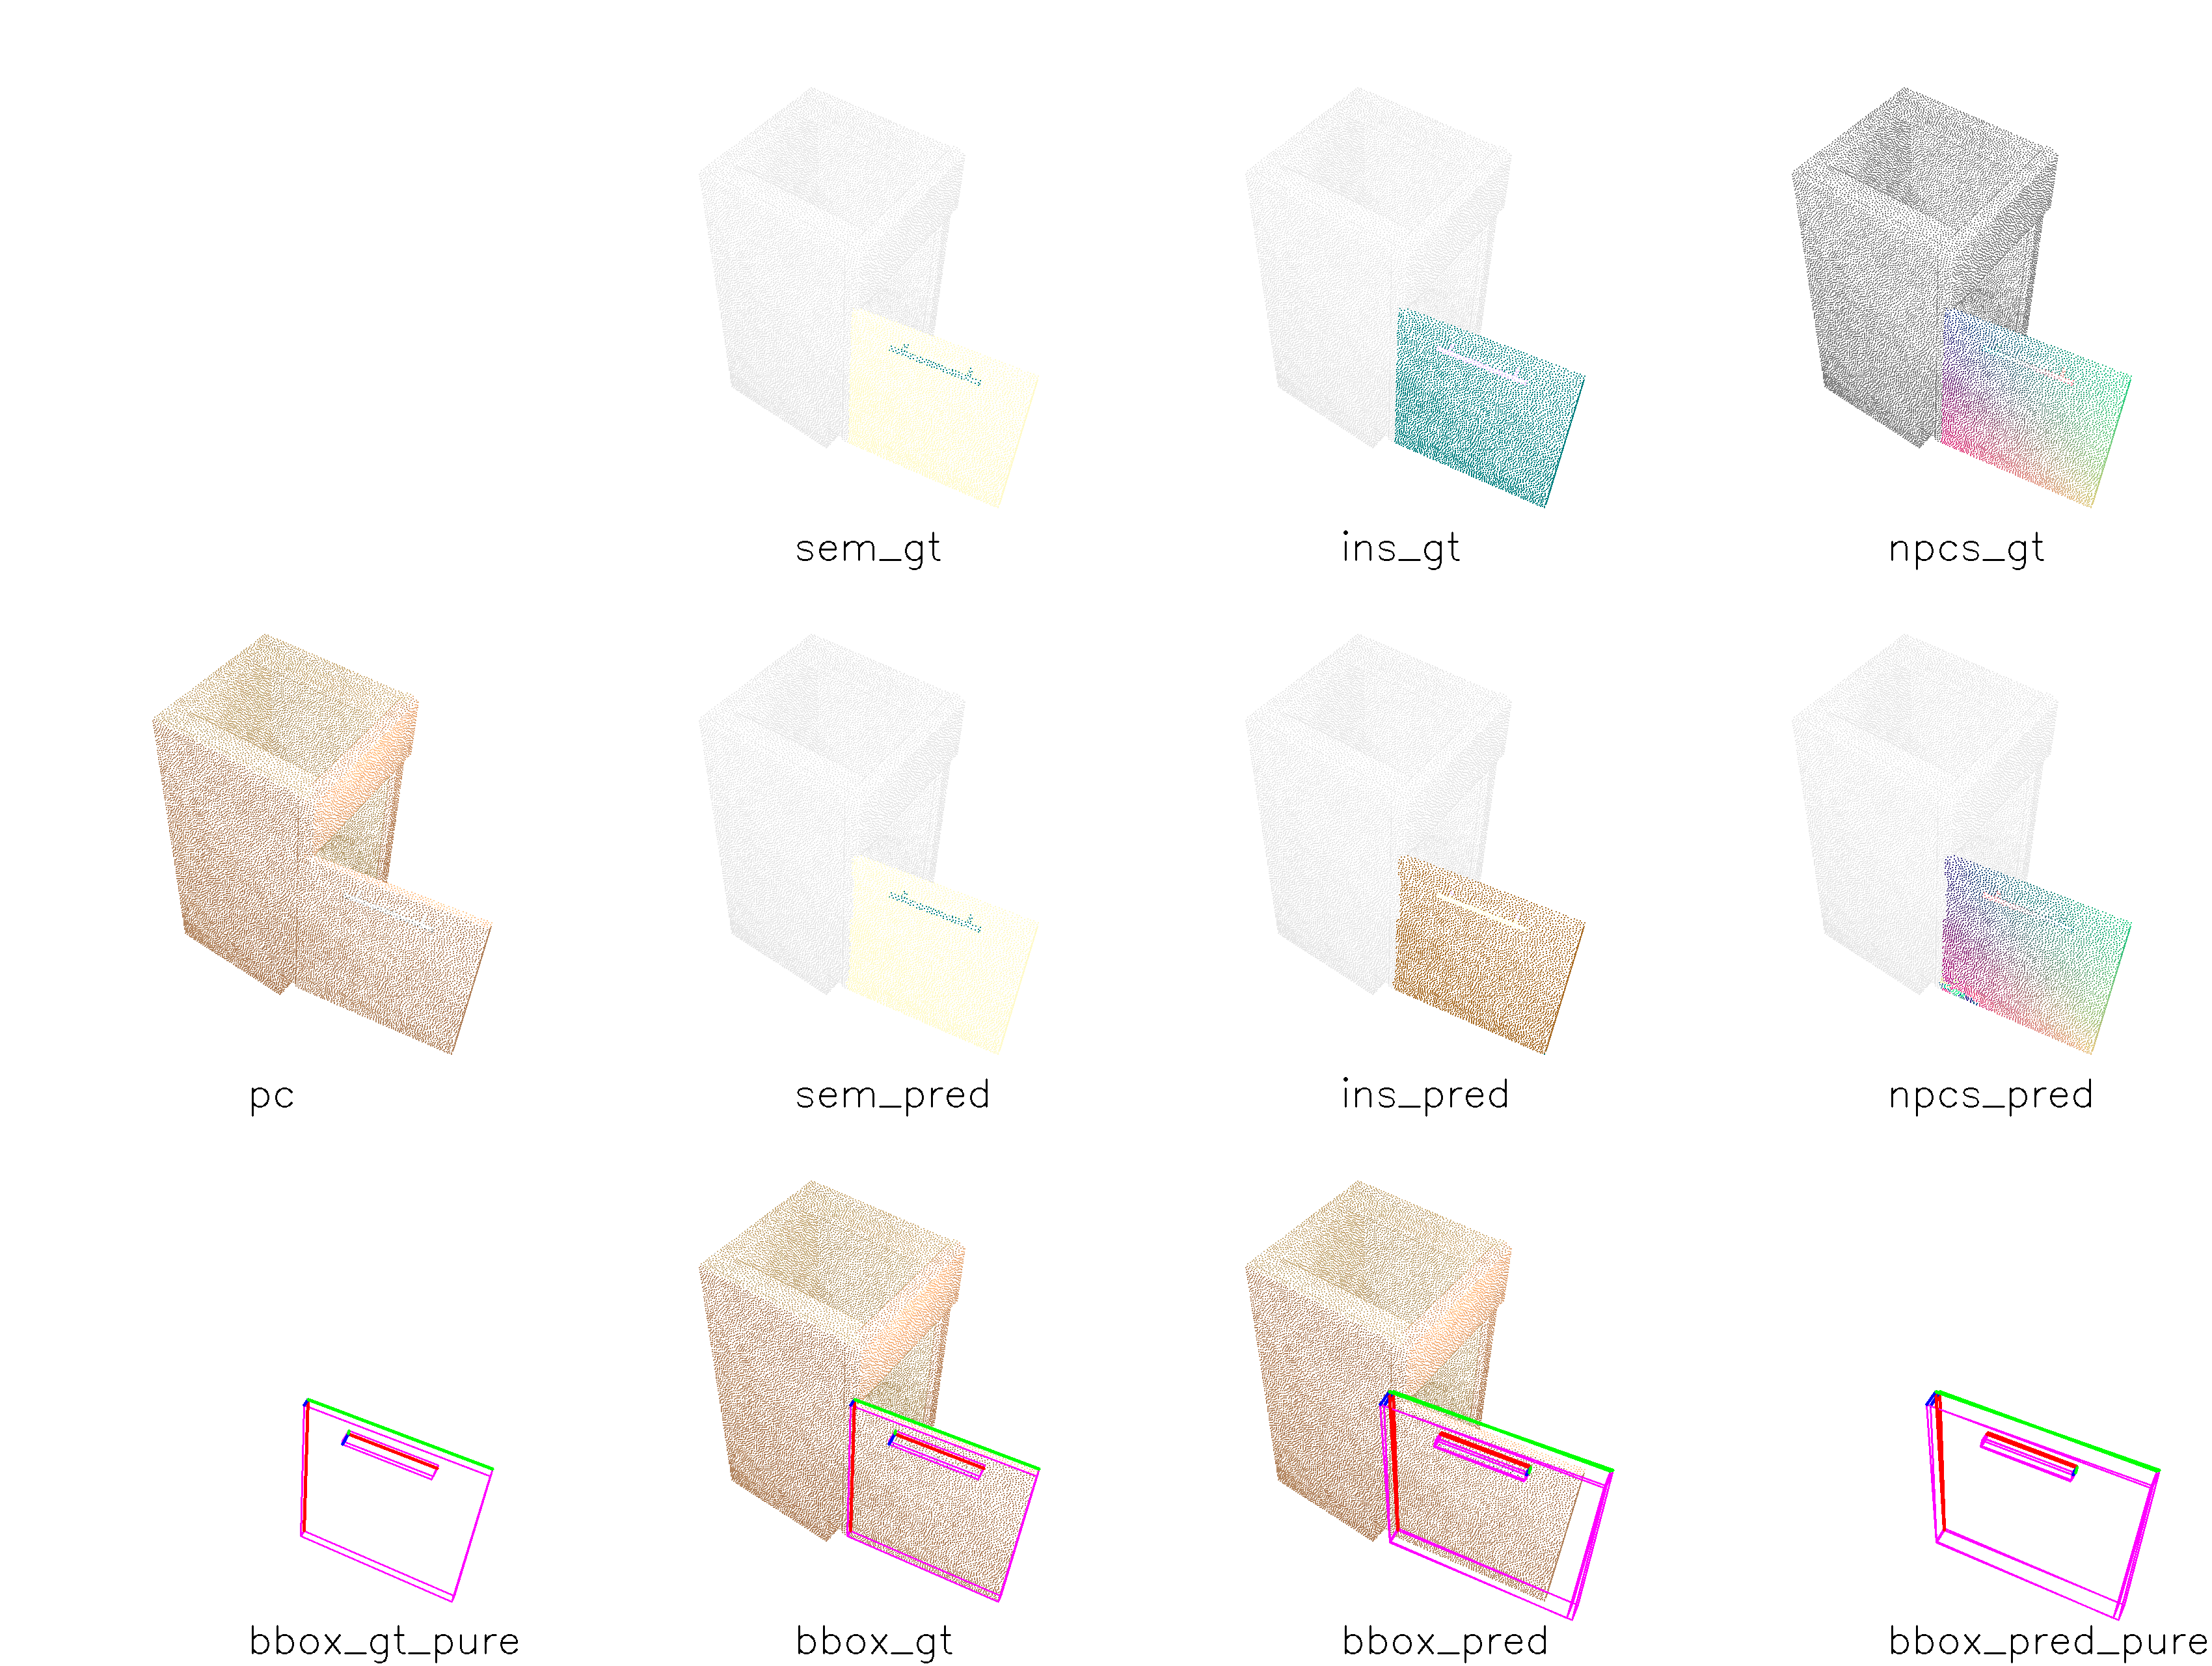 sem_gt
ins_gt
npcs_gt
pc
sem_pred
ins_pred
npcs_pred
bbox_gt_pure
bbox_gt
bbox_pred
bbox_pred_pure